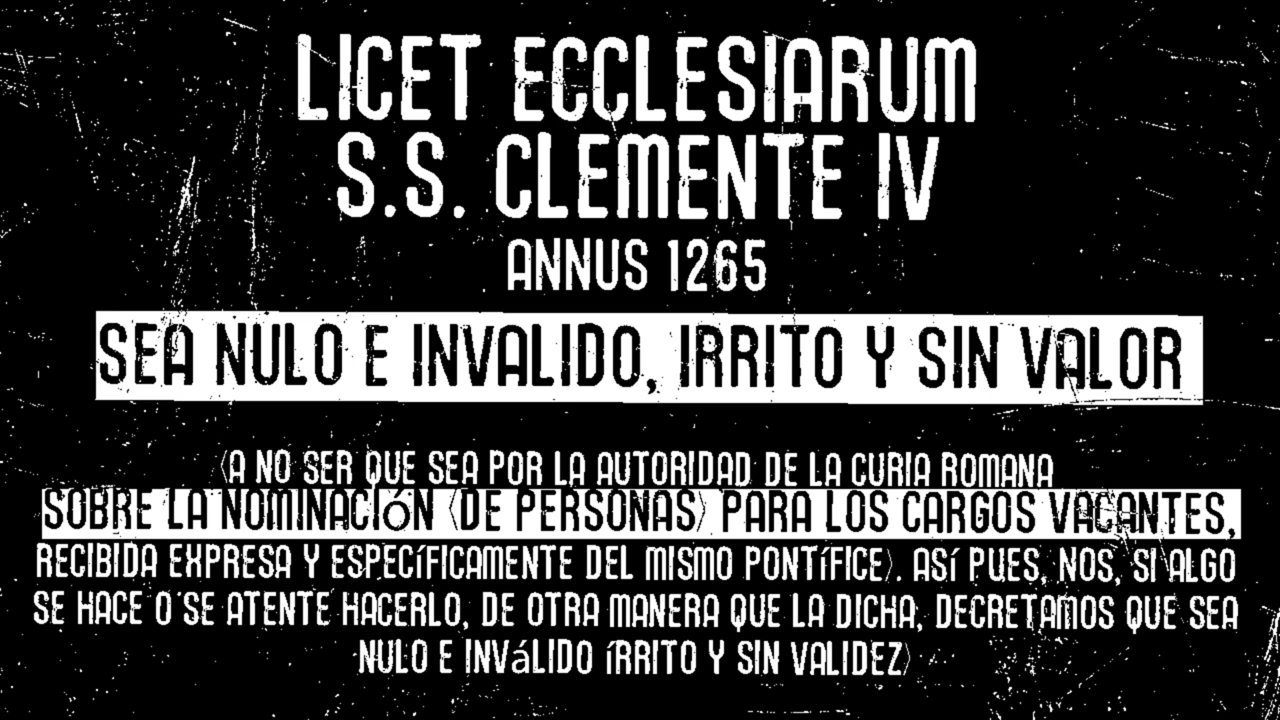 LICET ECCLESIARUM
S.S. CLEMENTE IV
ANNUS 1265
SEA NULO E INVALIDO, IRRITO Y SIN VALOR
(A NO SER QUE SEA POR LA AUTORIDAD DE LA CURIA ROMANA
SOBRE LA NOMINACIÓN (DE PERSONAS) PARA LOS CARGOS VACANTES,
RECIBIDA EXPRESA Y ESPECÍFICAMENTE DEL MISMO PONTÍFICE). ASÍ PUES, NOS, SI ALGO
SE HACE O SE ATENTE HACERLO, DE OTRA MANERA QUE LA DICHA, DECRETAMOS QUE SEA
NULO E INVÁLIDO ÍRRITO Y SIN VALIDEZ)